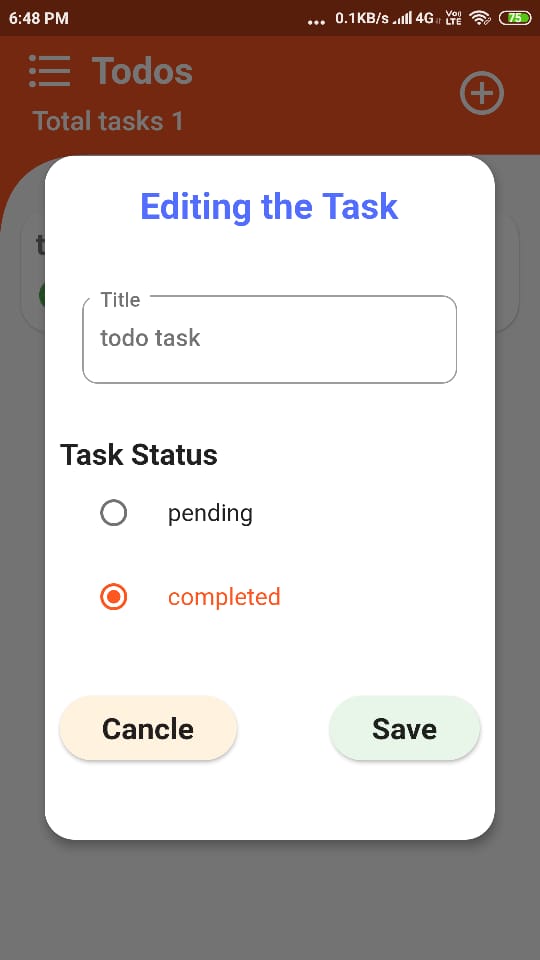 6:48 PM ... 0.1KB/s 4G Vo LTE 75
Todos
Total tasks 1
Editing the Task
t
Title
todo task
Task Status
pending
completed
Cancle Save